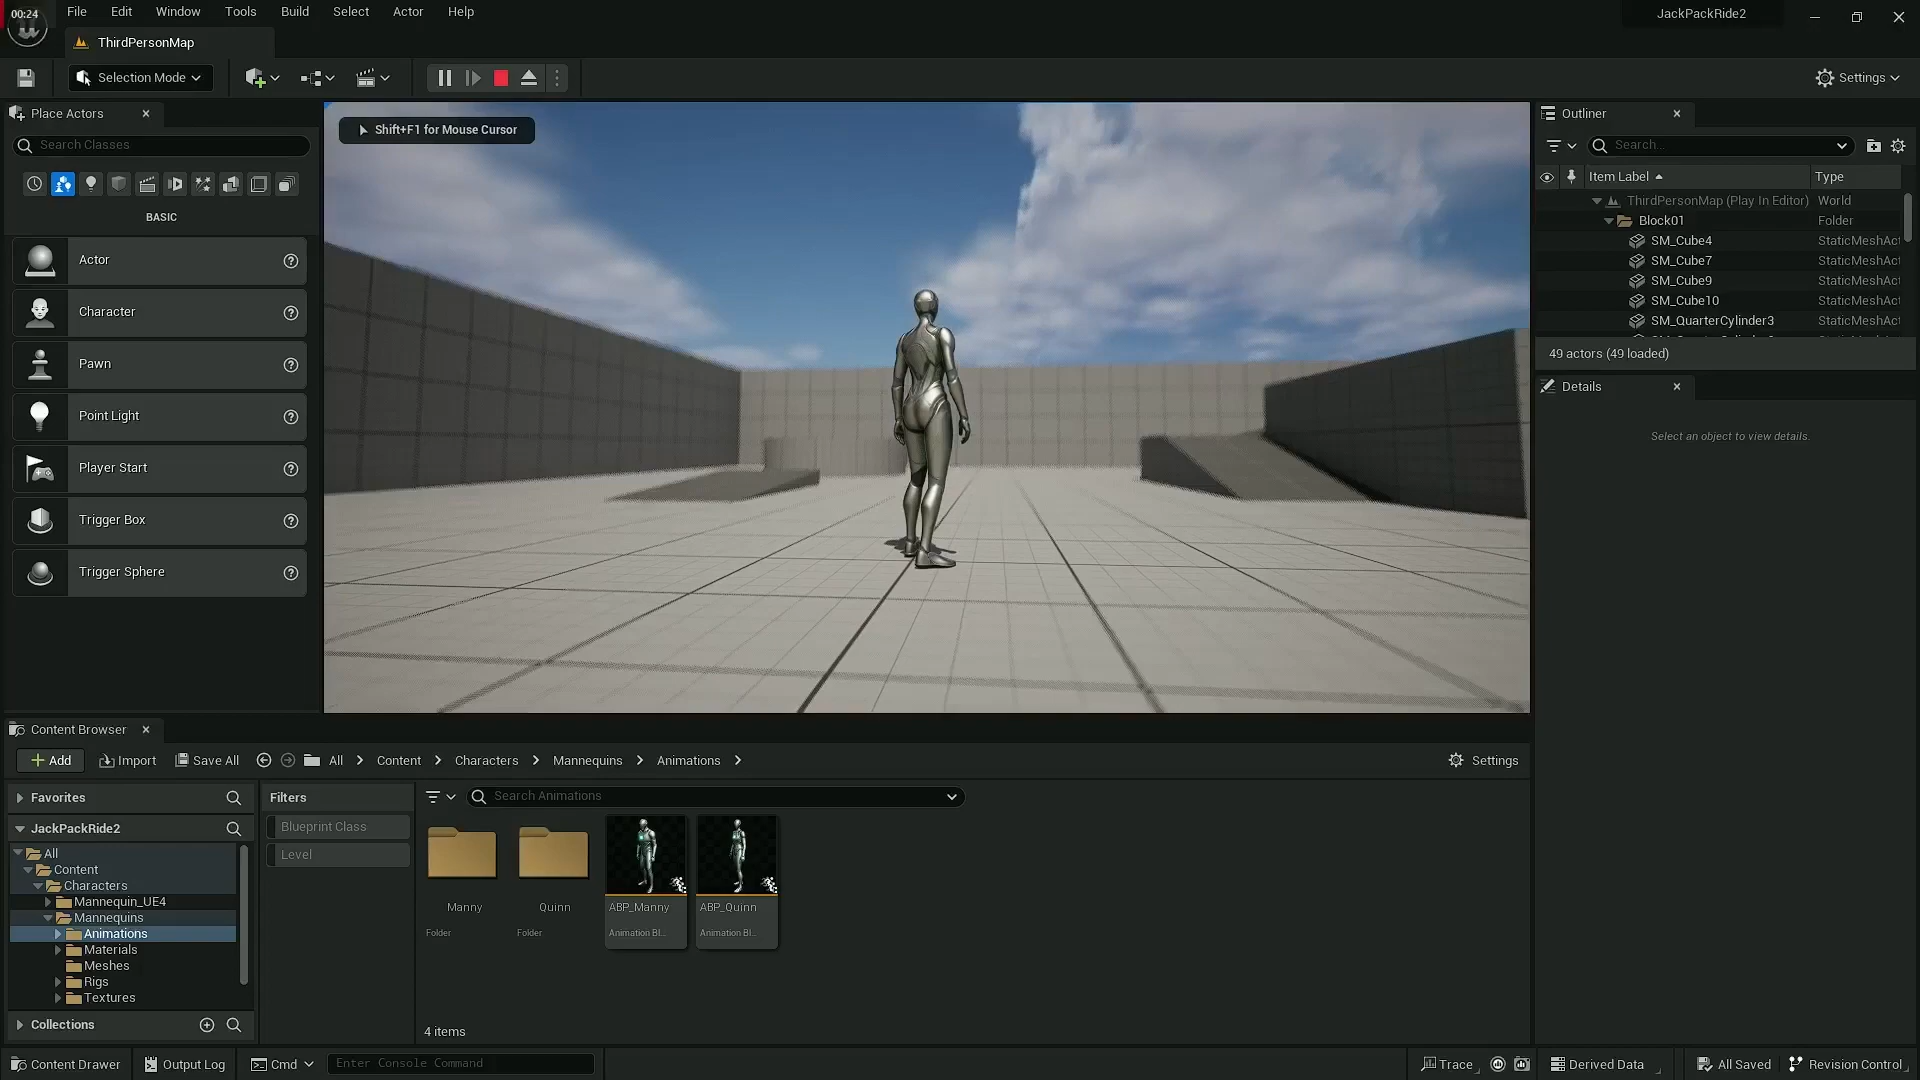 00:24
File Edit Window Tools Build Select Actor Help
JackPackRide2
ThirdPersonMap
Selection Mode
Settings
Place Actors
Search Classes
BASIC
Actor
Character
Pawn
Point Light
Player Start
Trigger Box
Trigger Sphere
Shift+F1 for Mouse Cursor
Outliner
Search...
Item Label Type
ThirdPersonMap (Play In Editor) World
Block01 Folder
SM_Cube4 StaticMeshAct
SM_Cube7 StaticMeshAct
SM_Cube9 StaticMeshAct
SM_Cube10 StaticMeshAct
SM_QuarterCylinder3 StaticMeshAct
49 actors (49 loaded)
Details
Select an object to view details.
Content Browser
Add Import Save All All Content Characters Mannequins Animations Settings
Favorites
JackPackRide2
All
Content
Characters
Mannequin_UE4
Mannequins
Animations
Materials
Meshes
Rigs
Textures
Collections
Filters
Blueprint Class
Level
Search Animations
Manny Quinn ABP_Manny ABP_Quinn
Folder Folder Animation Bl... Animation Bl...
4 items
Content Drawer Output Log Cmd Enter Console Command Trace Derived Data All Saved Revision Control